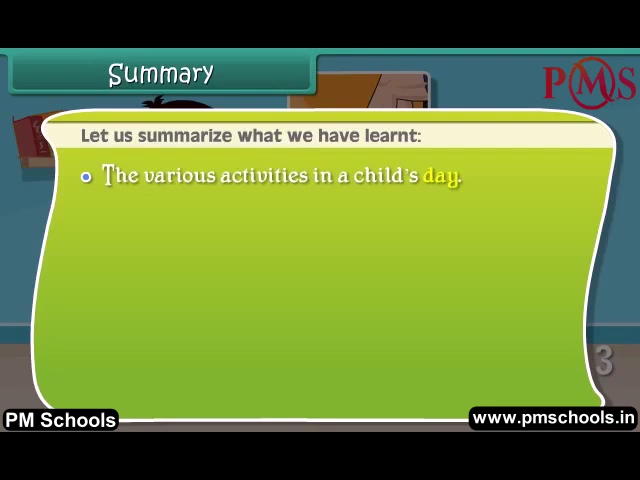 Summary
PMS
Let us summarize what we have learnt:
The various activities in a child's day.
3
PM Schools
www.pmschools.in